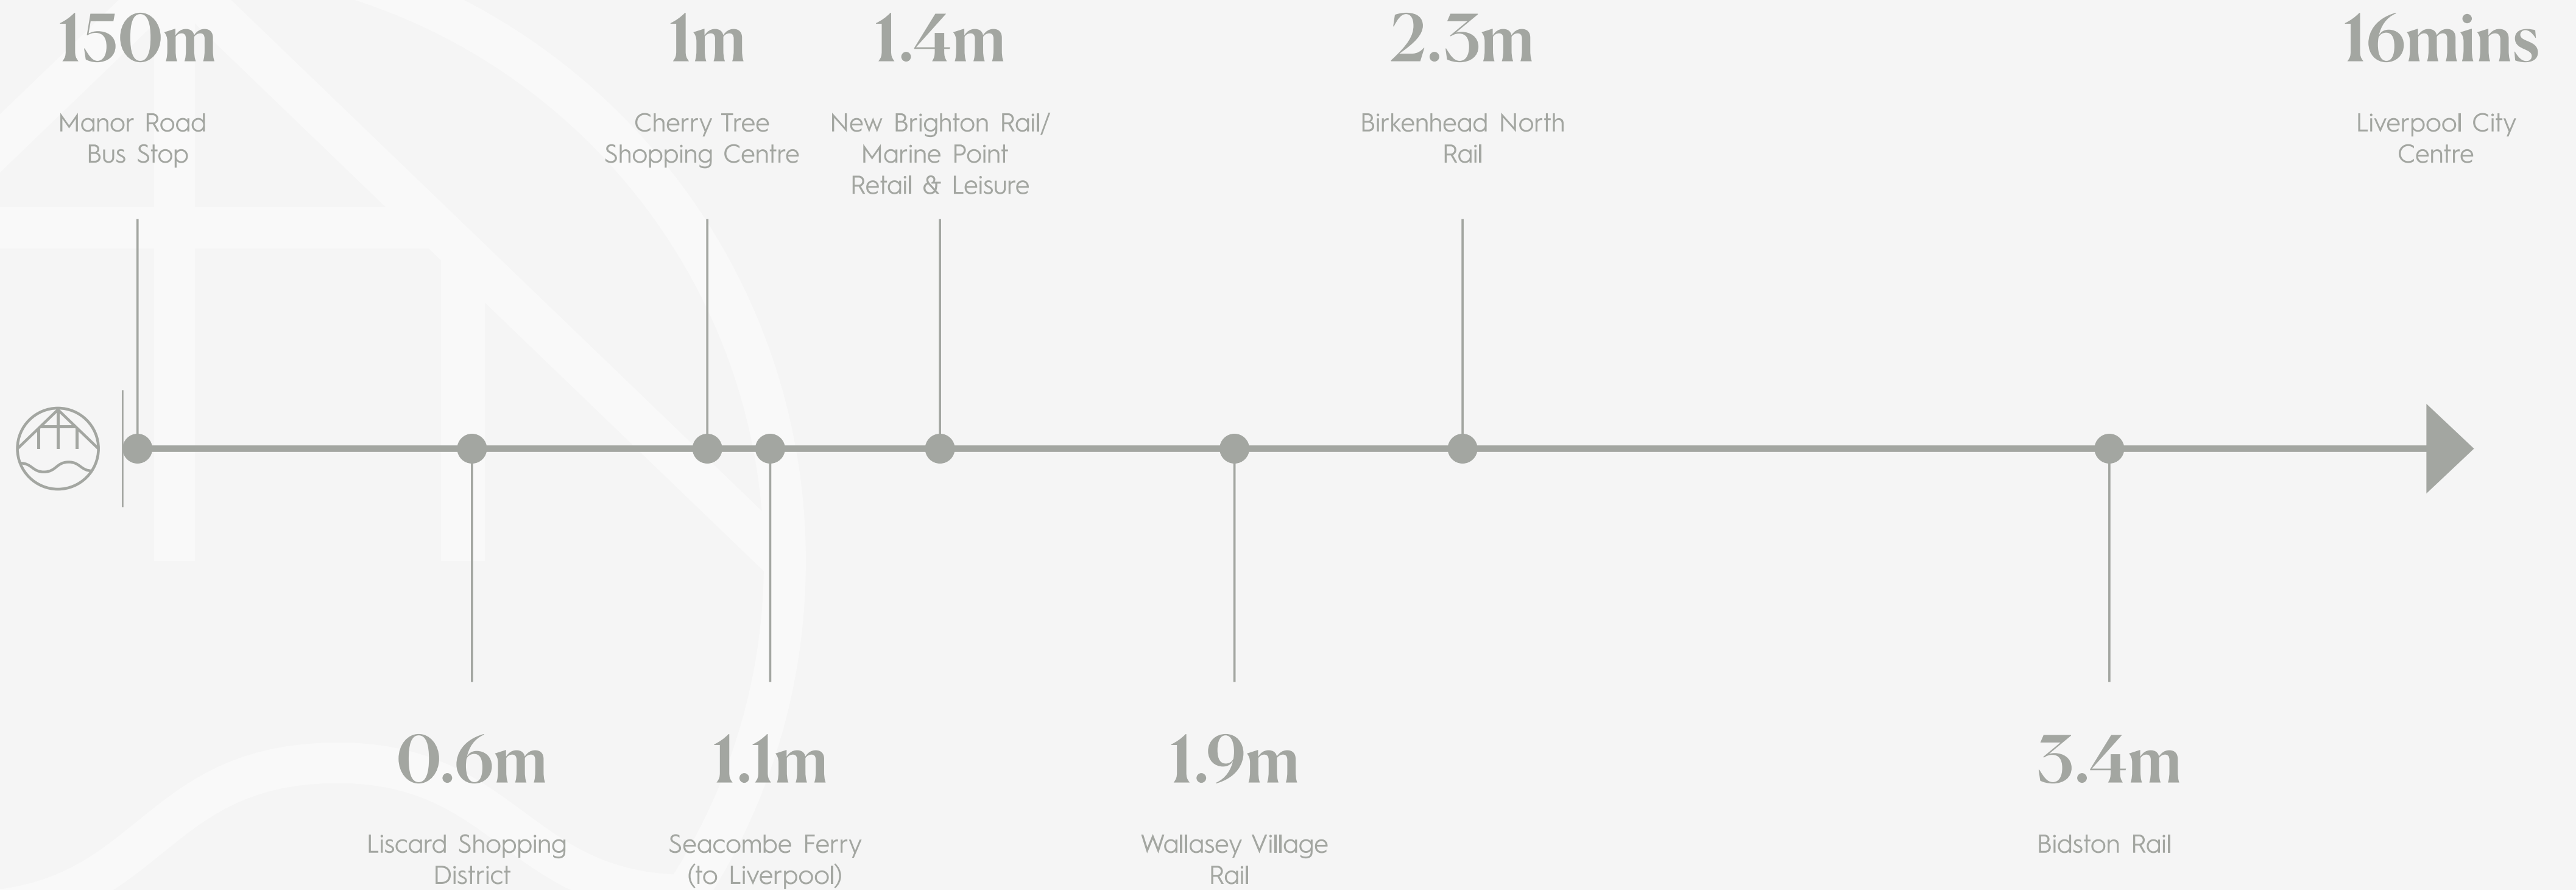 150m
Manor Road
Bus Stop
1m
Cherry Tree
Shopping Centre
1.4m
New Brighton Rail/
Marine Point
Retail & Leisure
2.3m
Birkenhead North
Rail
16mins
Liverpool City
Centre
0.6m
Liscard Shopping
District
1.1m
Seacombe Ferry
(to Liverpool)
1.9m
Wallasey Village
Rail
3.4m
Bidston Rail